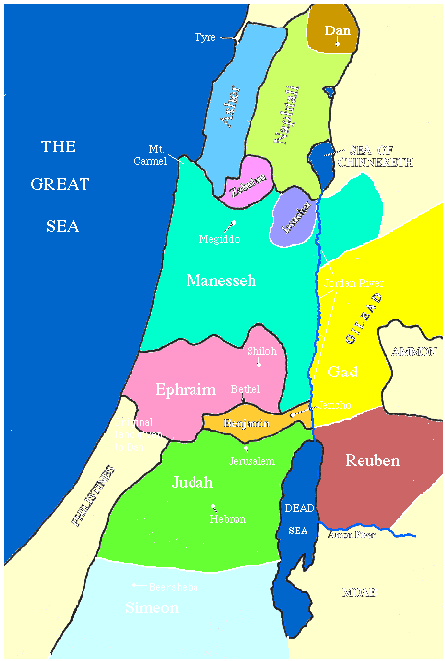 Dan
Tyre
Asher
Naphtali
THE
GREAT
SEA
Mt.
Carmel
SEA OF
CHINNERETH
Zebulun
Issachar
Megiddo
Manesseh
Jordan River
GILEAD
AMMON
Shiloh
Gad
Ephraim
Bethel
Jericho
Benjamin
Jerusalem
Reuben
PHILISTINES
Judah
Hebron
DEAD
SEA
Arnon River
Beersheba
Simeon
MOAB